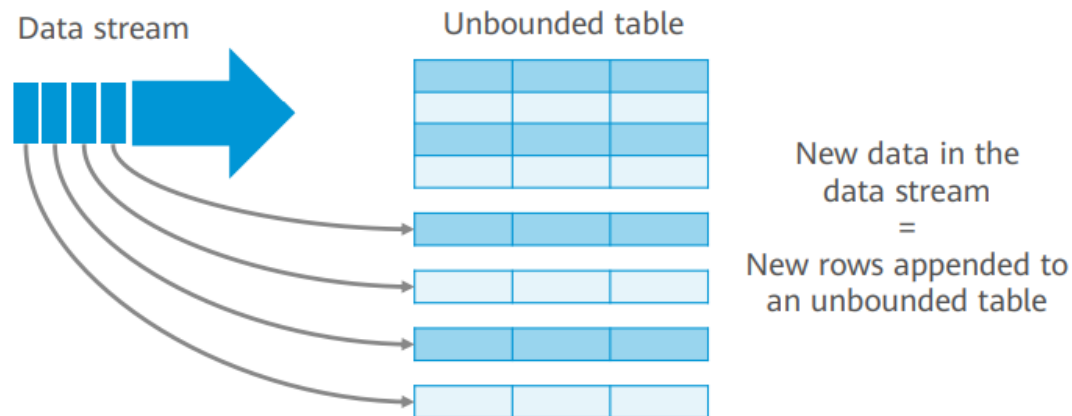 Data stream
Unbounded table
New data in the
data stream
=
New rows appended to
an unbounded table